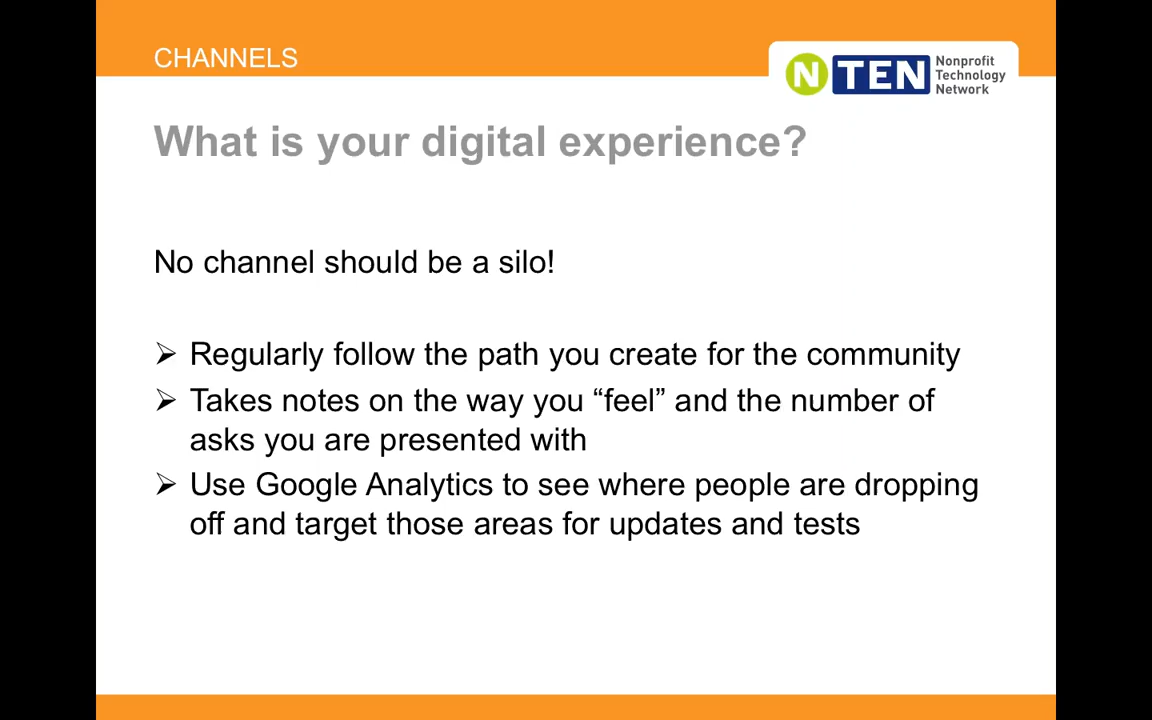 CHANNELS
N TEN Nonprofit
Technology
Network
What is your digital experience?
No channel should be a silo!
➢ Regularly follow the path you create for the community
➢ Takes notes on the way you “feel” and the number of
asks you are presented with
➢ Use Google Analytics to see where people are dropping
off and target those areas for updates and tests